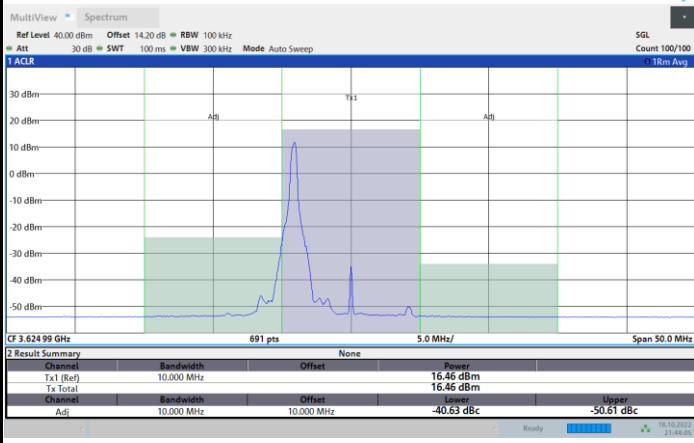 MultiView Spectrum
Ref Level 40.00 dBm Offset 14.20 dB RBW 100 kHz SGL
Att 30 dB SWT 100 ms VBW 300 kHz Mode Auto Sweep Count 100/100
1 ACLR 1Rm Avg
30 dBm
Tx1
20 dBm
Adj Adj
10 dBm
0 dBm
-10 dBm
-20 dBm
-30 dBm
-40 dBm
-50 dBm
CF 3.624 99 GHz 691 pts 5.0 MHz/ Span 50.0 MHz
2 Result Summary None
Channel Bandwidth Offset Power
Tx1 (Ref) 10.000 MHz 16.46 dBm
Tx Total 16.46 dBm
Channel Bandwidth Offset Lower Upper
Adj 10.000 MHz 10.000 MHz -40.63 dBc -50.61 dBc
Ready 18.10.2022
21:44:05